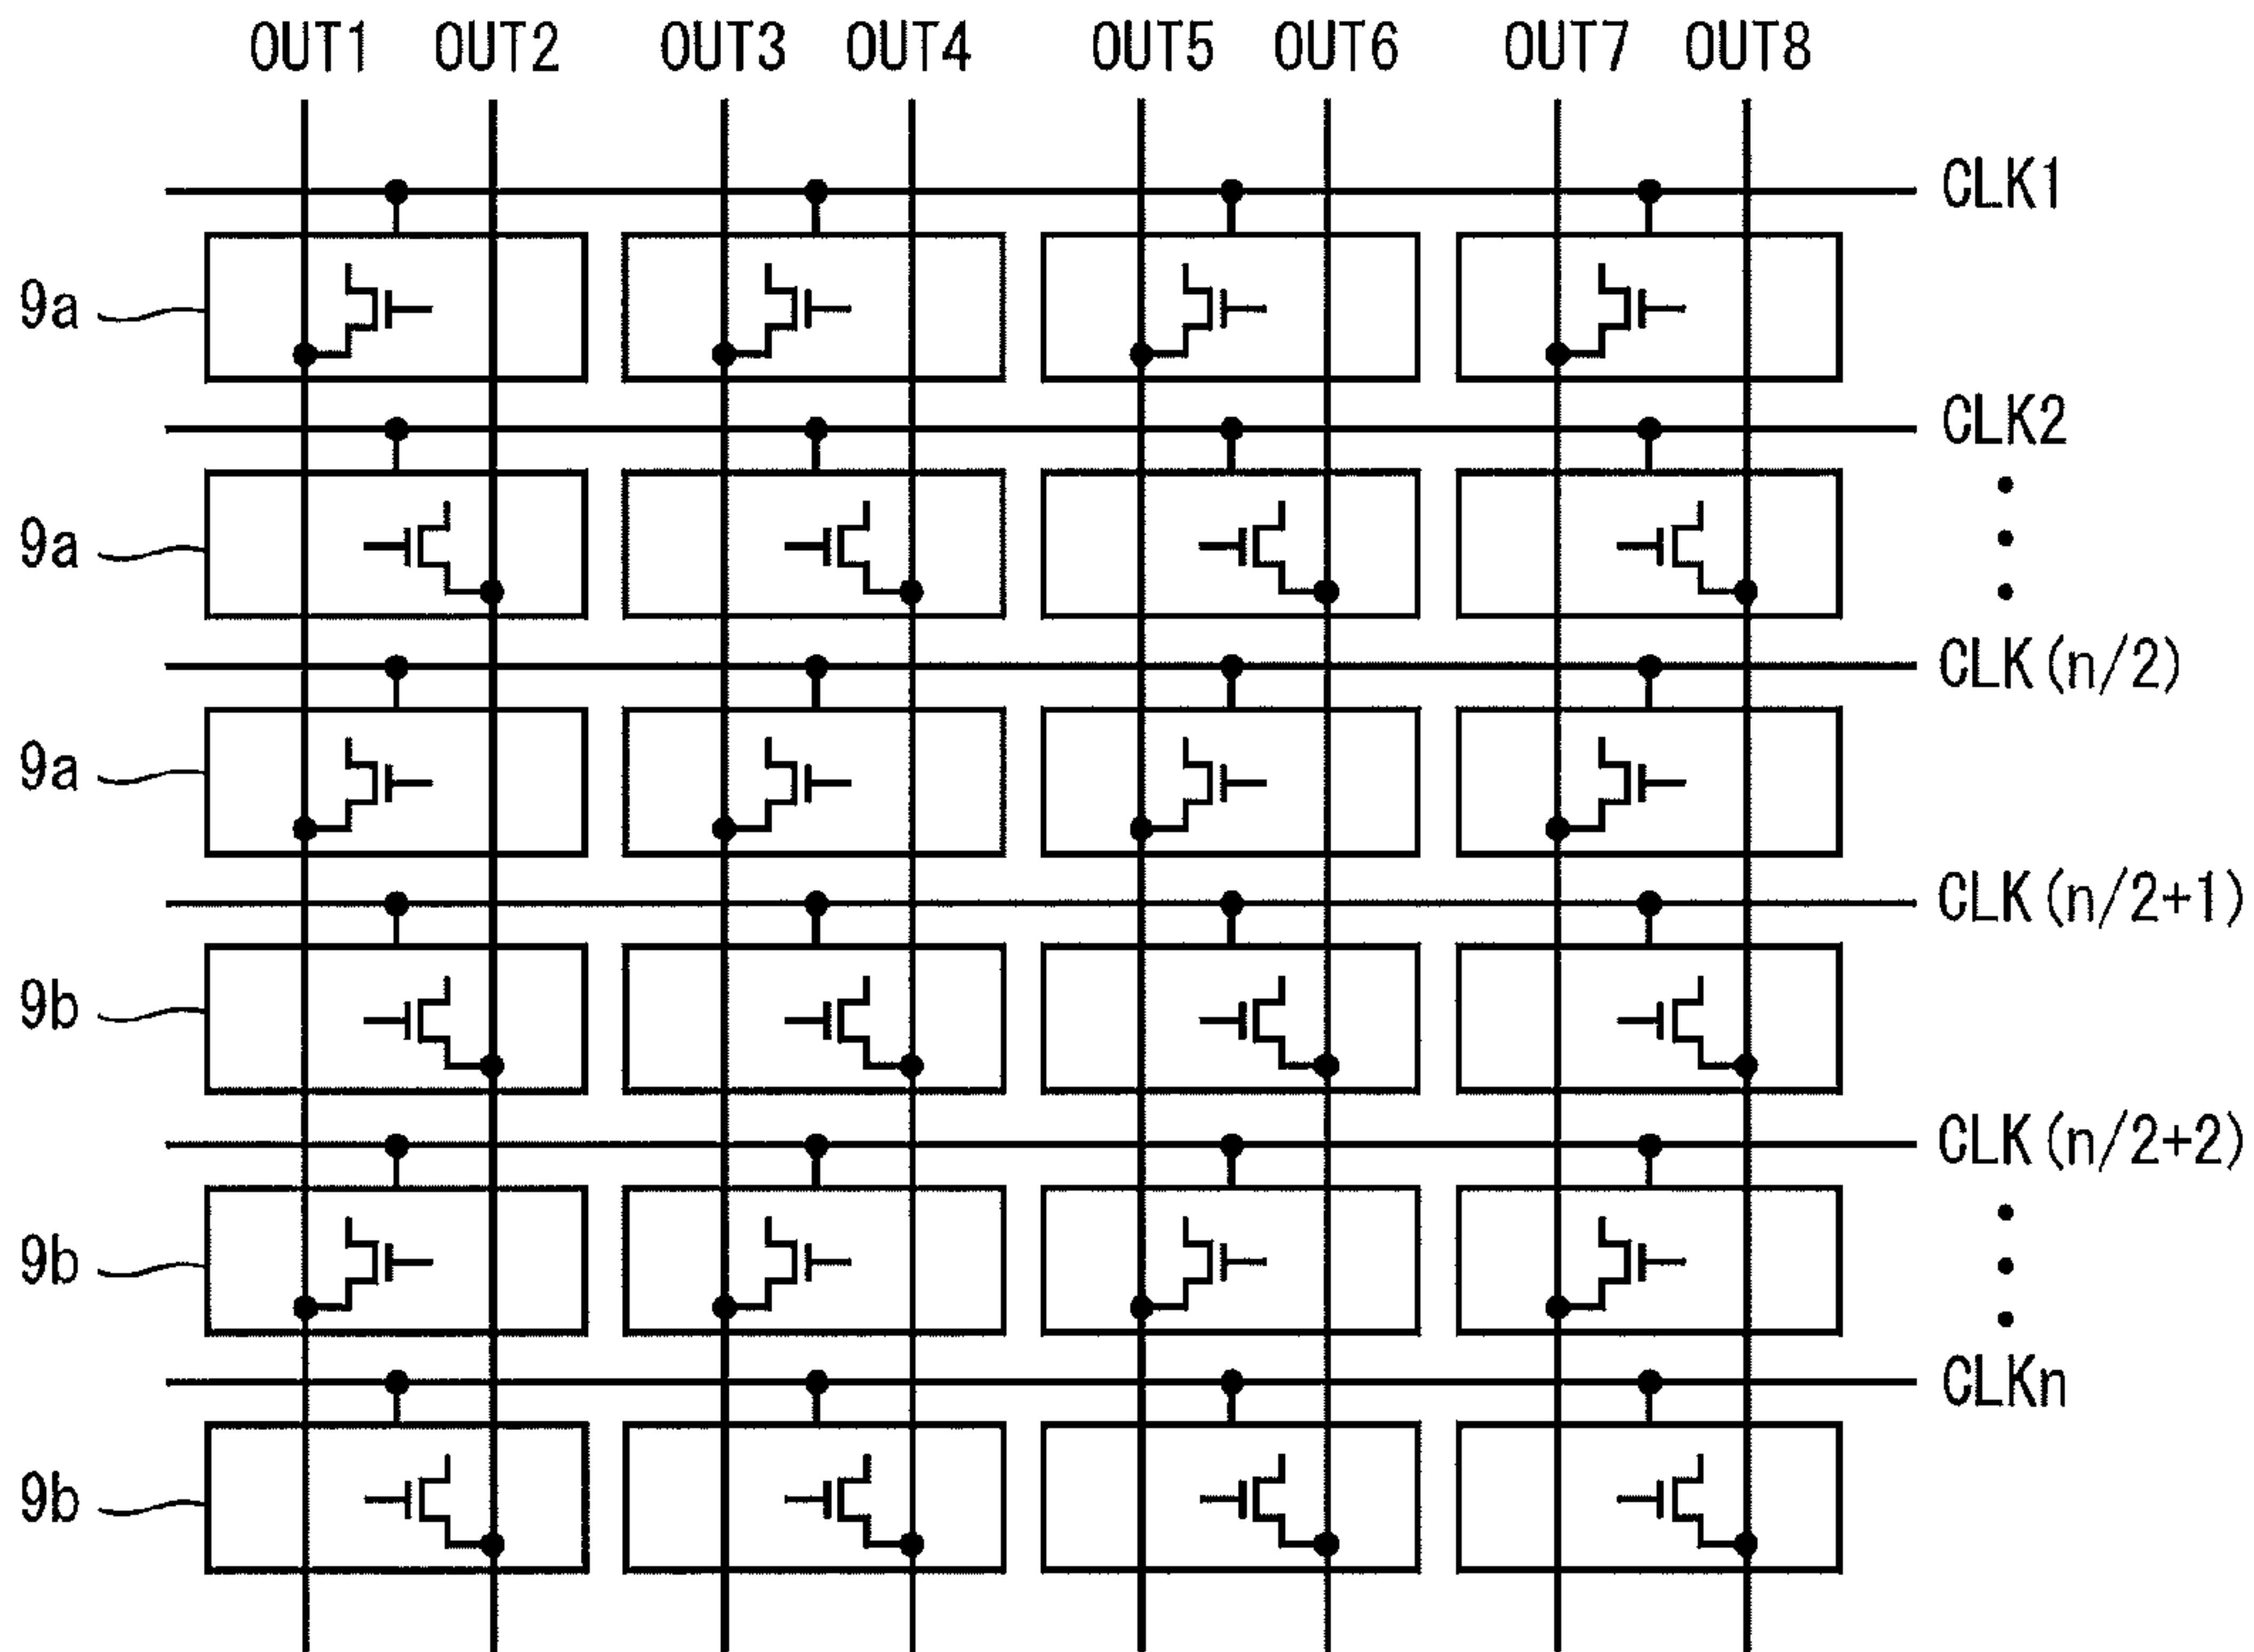 OUT1 OUT2 OUT3 OUT4 OUT5 OUT6 OUT7 OUT8
CLK1
9a
CLK2
9a
CLK(n/2)
9a
CLK(n/2+1)
9b
CLK(n/2+2)
9b
CLKn
9b